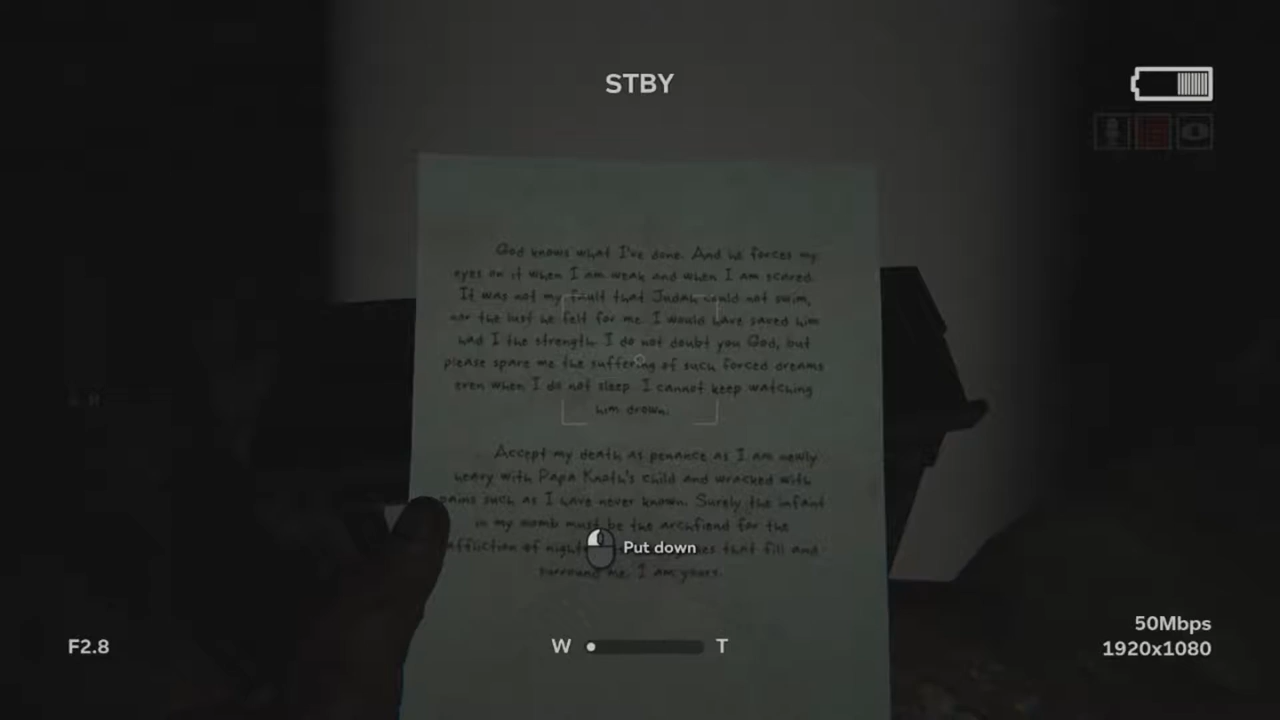 STBY
God knows what I've done. And he forces my
eyes on it when I am weak and when I am scared.
It was not my fault that Judah could not swim,
nor the lust he felt for me. I would have saved him
had I the strength. I do not doubt you God, but
please spare me the suffering of such forced dreams
even when I do not sleep. I cannot keep watching
him drown.
Accept my death as penance as I am newly
heavy with Papa Knoth's child and wracked with
pains such as I have never known. Surely the infant
in my womb must be the archfiend for the
affliction of that fill and
surround me. I am yours.
Put down
F2.8
W T
50Mbps
1920x1080